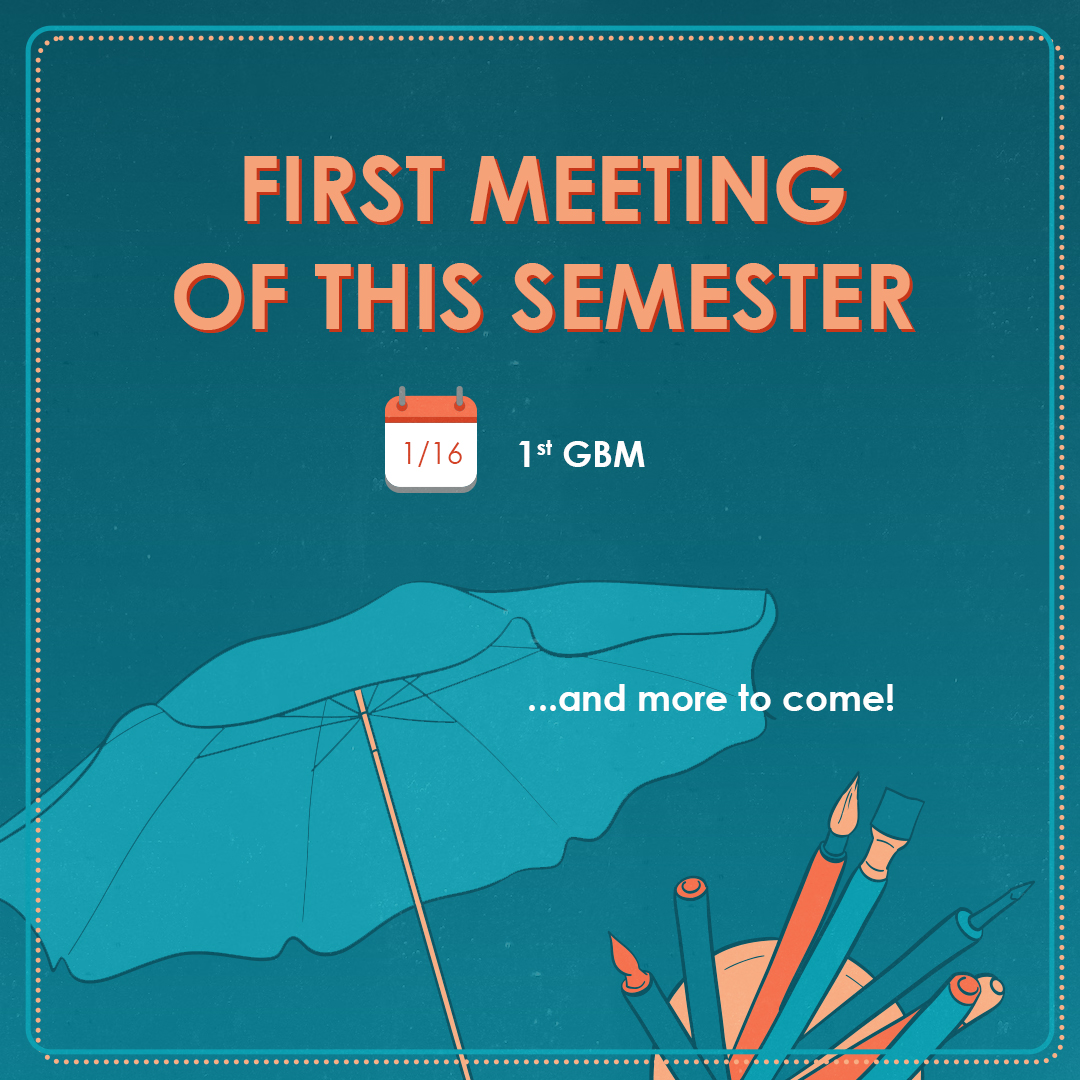 FIRST MEETING
OF THIS SEMESTER
1/16
1st GBM
...and more to come!